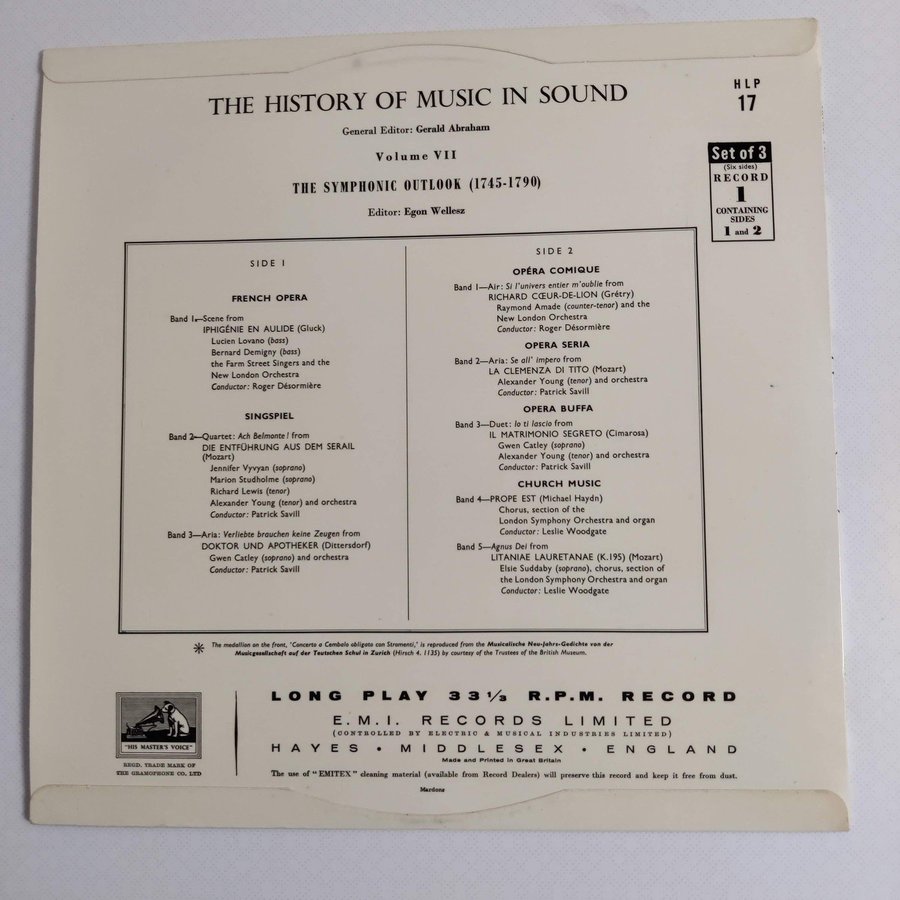 THE HISTORY OF MUSIC IN SOUND
General Editor: Gerald Abraham
Volume VII
THE SYMPHONIC OUTLOOK (1745-1790)
Editor: Egon Wellesz
HLP
17
Set of 3
(Six sides)
RECORD
1
CONTAINING
SIDES
1 and 2
SIDE 1
FRENCH OPERA
Band 1.—Scene from
IPHIGÉNIE EN AULIDE (Gluck)
Lucien Lovano (bass)
Bernard Demigny (bass)
the Farm Street Singers and the
New London Orchestra
Conductor: Roger Désormière
SINGSPIEL
Band 2—Quartet: Ach Belmonte! from
DIE ENTFÜHRUNG AUS DEM SERAIL
(Mozart)
Jennifer Vyvyan (soprano)
Marion Studholme (soprano)
Richard Lewis (tenor)
Alexander Young (tenor) and orchestra
Conductor: Patrick Savill
Band 3—Aria: Verliebte brauchen keine Zeugen from
DOKTOR UND APOTHEKER (Dittersdorf)
Gwen Catley (soprano) and orchestra
Conductor: Patrick Savill
SIDE 2
OPÉRA COMIQUE
Band 1—Air: Si l'univers entier m'oublie from
RICHARD CŒUR-DE-LION (Grétry)
Raymond Amade (counter-tenor) and the
New London Orchestra
Conductor: Roger Désormière
OPERA SERIA
Band 2—Aria: Se all' impero from
LA CLEMENZA DI TITO (Mozart)
Alexander Young (tenor) and orchestra
Conductor: Patrick Savill
OPERA BUFFA
Band 3—Duet: Io ti lascio from
IL MATRIMONIO SEGRETO (Cimarosa)
Gwen Catley (soprano)
Alexander Young (tenor) and orchestra
Conductor: Patrick Savill
CHURCH MUSIC
Band 4—PROPE EST (Michael Haydn)
Chorus, section of the
London Symphony Orchestra and organ
Conductor: Leslie Woodgate
Band 5—Agnus Dei from
LITANIAE LAURETANAE (K.195) (Mozart)
Elsie Suddaby (soprano), chorus, section of
the London Symphony Orchestra and organ
Conductor: Leslie Woodgate
The medallion on the front, 'Concerto a Cembalo obligato con Stromenti,' is reproduced from the Musicalische Neu-Jahrs-Gedichte von der
Musicgesellschaft auf der Teutschen Schul in Zurich (Hirsch 4. 1135) by courtesy of the Trustees of the British Museum.
"HIS MASTER'S VOICE"
REGD. TRADE MARK OF
THE GRAMOPHONE CO. LTD
LONG PLAY 33 1/3 R.P.M. RECORD
E.M.I. RECORDS LIMITED
(CONTROLLED BY ELECTRIC & MUSICAL INDUSTRIES LIMITED)
HAYES • MIDDLESEX • ENGLAND
Made and Printed in Great Britain
The use of "EMITEX" cleaning material (available from Record Dealers) will preserve this record and keep it free from dust.
Mardons